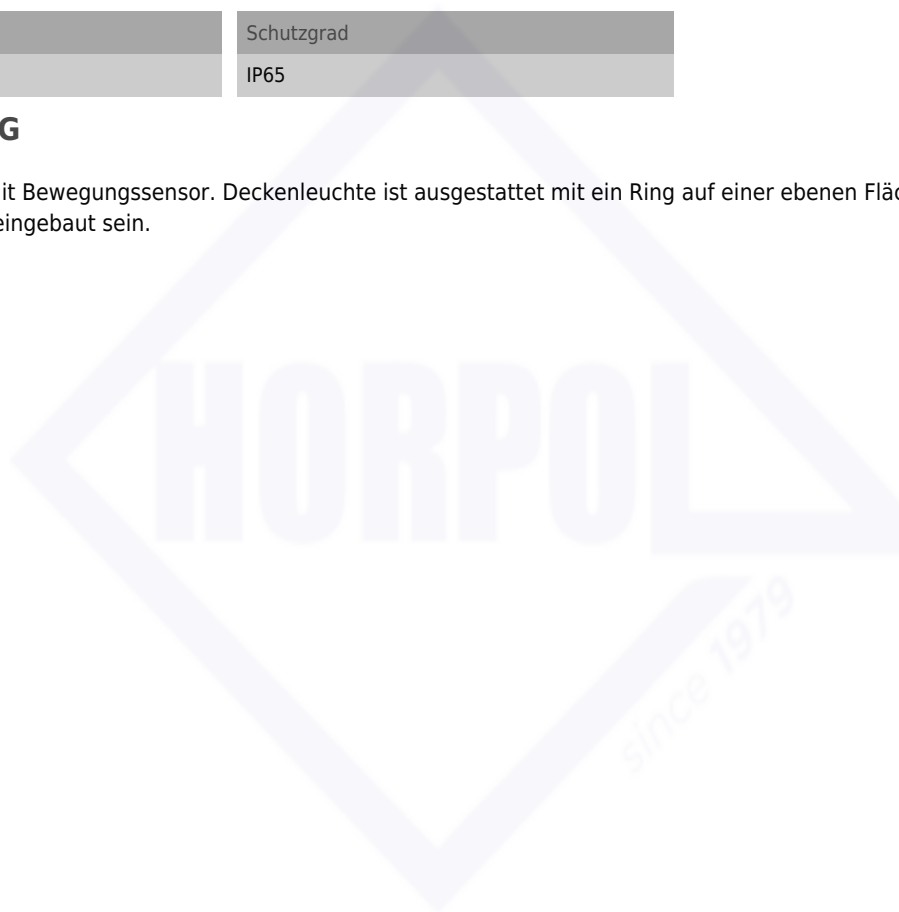 Schutzgrad
IP65
G
it Bewegungssensor. Deckenleuchte ist ausgestattet mit ein Ring auf einer ebenen Fläc
eingebaut sein.
HORPOL
since 1979